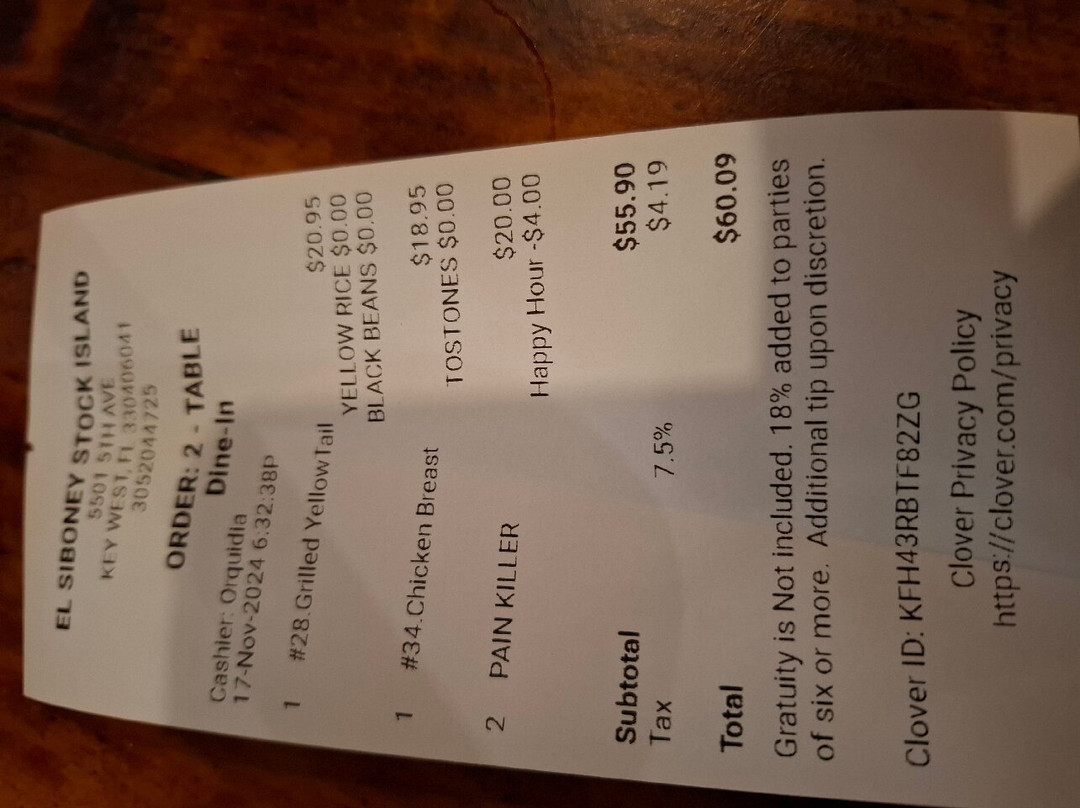 EL SIBONEY STOCK ISLAND
5501 5TH AVE
KEY WEST, FL 330406041
3052044725
ORDER: 2 - TABLE
Dine-In
Cashier: Orquidia
17-Nov-2024 6:32:38P
1 #28.Grilled YellowTail $20.95
YELLOW RICE $0.00
BLACK BEANS $0.00
1 #34.Chicken Breast $18.95
TOSTONES $0.00
2 PAIN KILLER $20.00
Happy Hour -$4.00
Subtotal $55.90
Tax 7.5% $4.19
Total $60.09
Gratuity is Not included. 18% added to parties
of six or more. Additional tip upon discretion.
Clover ID: KFH43RBTF82ZG
Clover Privacy Policy
https://clover.com/privacy